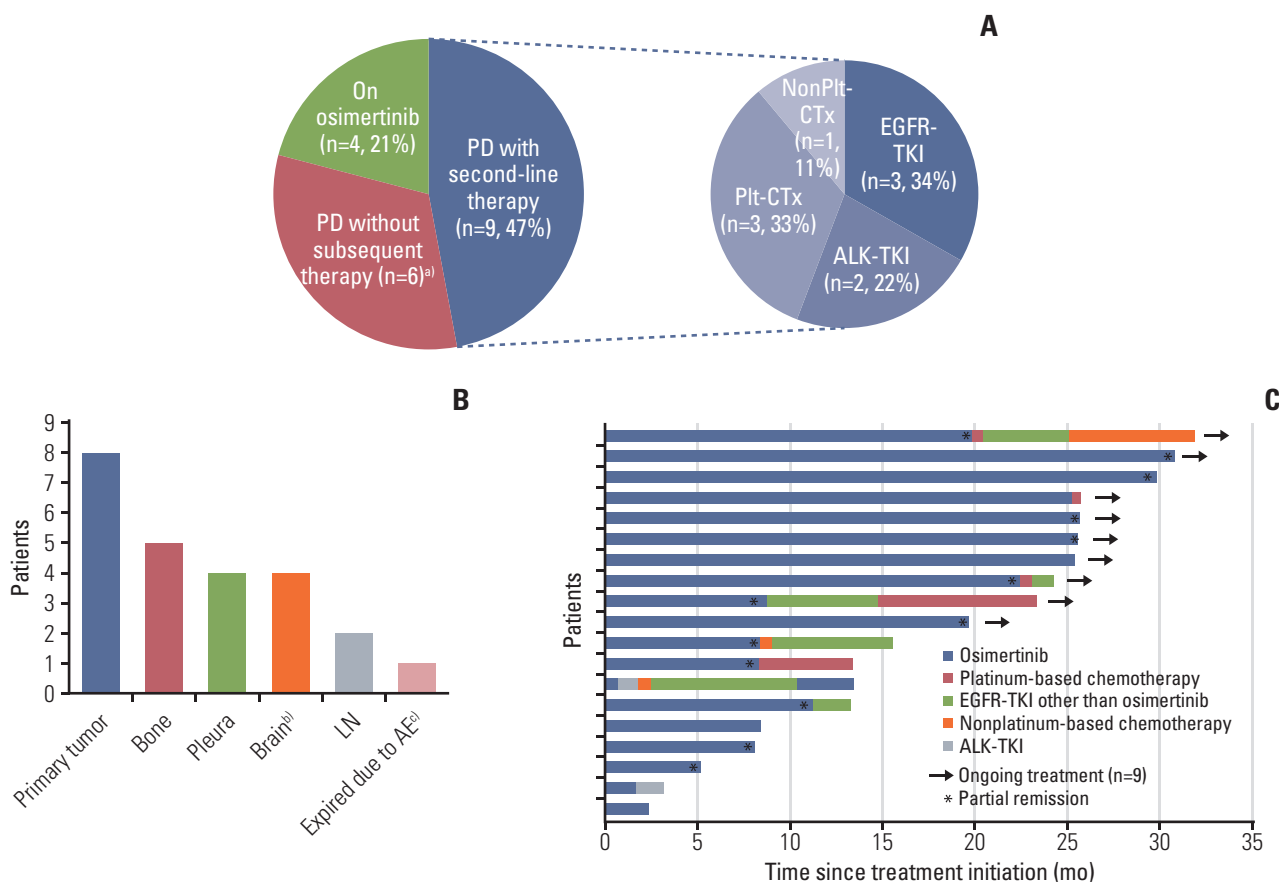 A
On
osimertinib
(n=4, 21%)
PD with
second-line
therapy
(n=9, 47%)
PD without
subsequent
therapy (n=6)a)
NonPlt-
CTx
(n=1,
11%)
EGFR-
TKI
(n=3, 34%)
Plt-CTx
(n=3, 33%)
ALK-TKI
(n=2, 22%)
B
Patients
9
8
7
6
5
4
3
2
1
0
Primary tumor
Bone
Pleura
Brainb)
LN
Expired due to AEc)
C
Patients
* 
*
*
*
*
*
*
*
*
*
*
*
*
Osimertinib
Platinum-based chemotherapy
EGFR-TKI other than osimertinib
Nonplatinum-based chemotherapy
ALK-TKI
Ongoing treatment (n=9)
* Partial remission
0 5 10 15 20 25 30 35
Time since treatment initiation (mo)